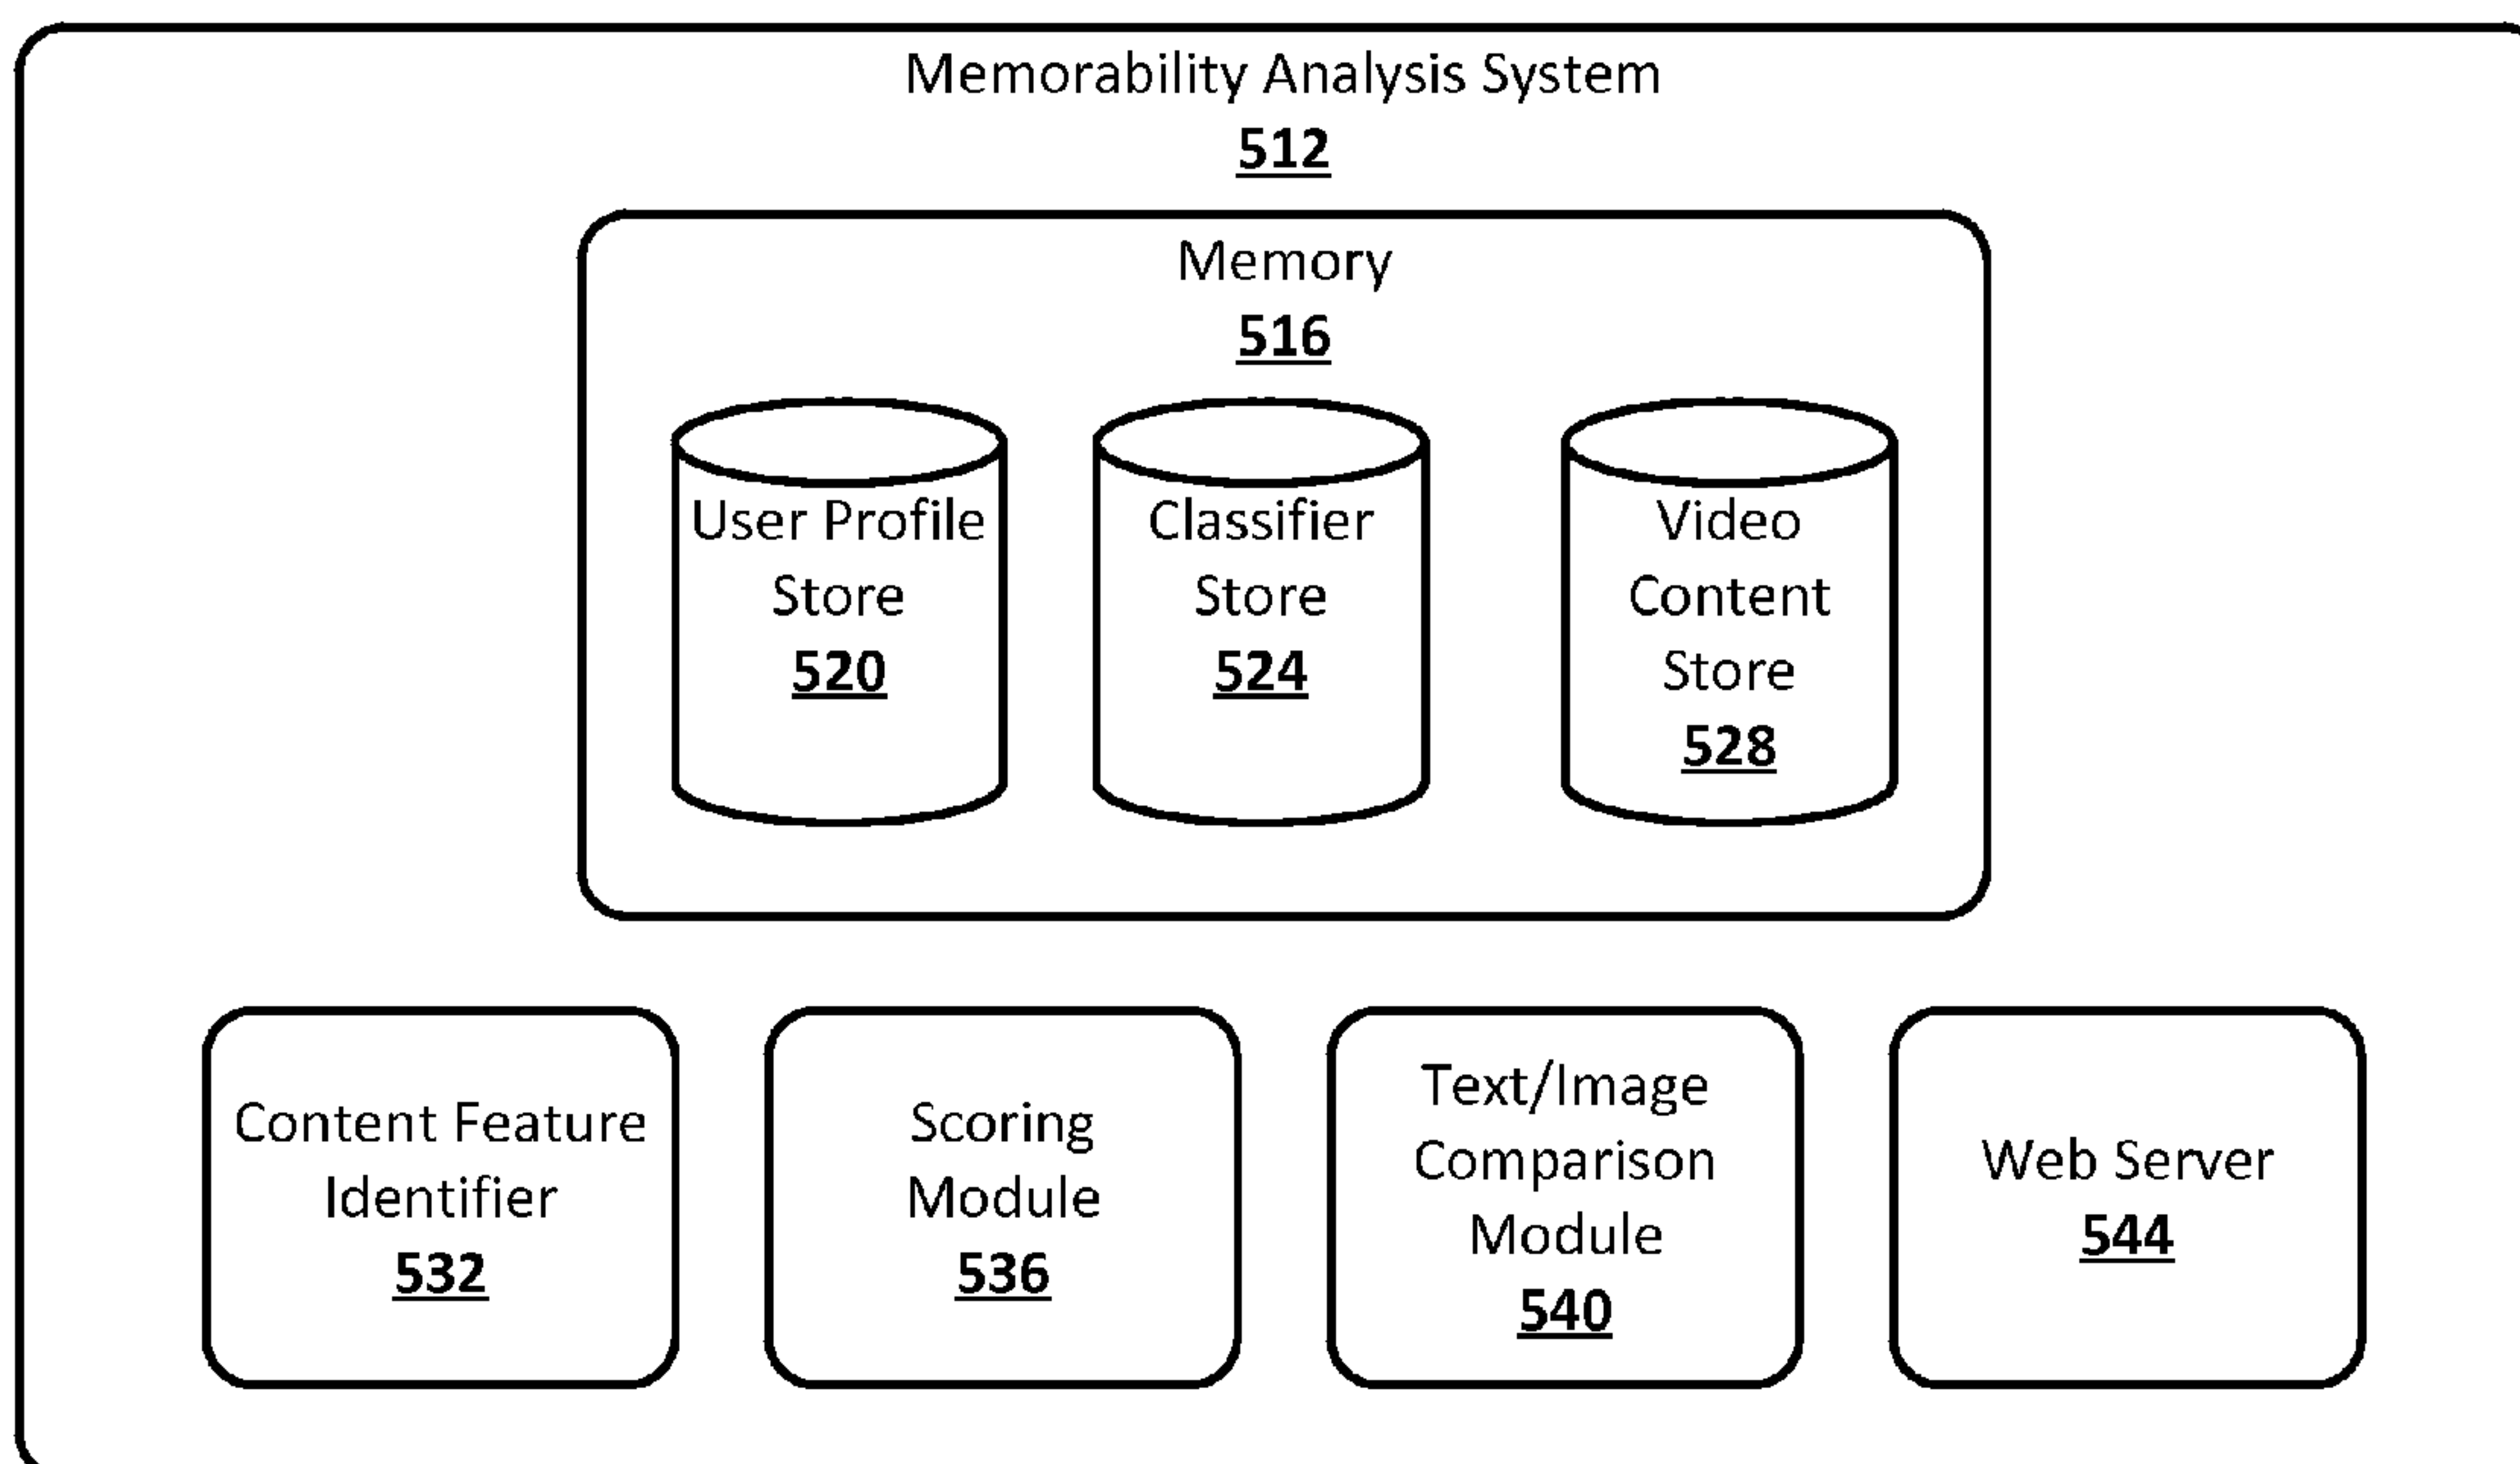 Memorability Analysis System
512
Memory
516
User Profile
Store
520
Classifier
Store
524
Video
Content
Store
528
Content Feature
Identifier
532
Scoring
Module
536
Text/Image
Comparison
Module
540
Web Server
544